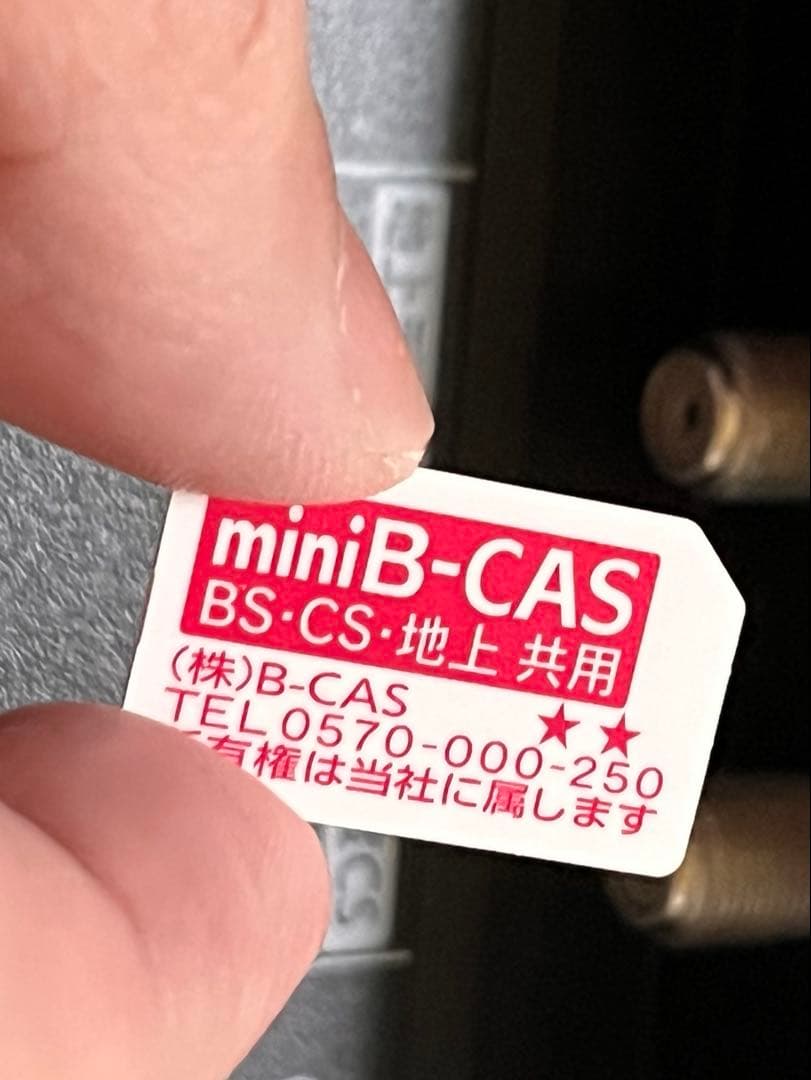 miniB-CAS
BS・CS・地上 共用
(株)B-CAS
★ ★
TEL 0570-000-250
有権は当社に属します